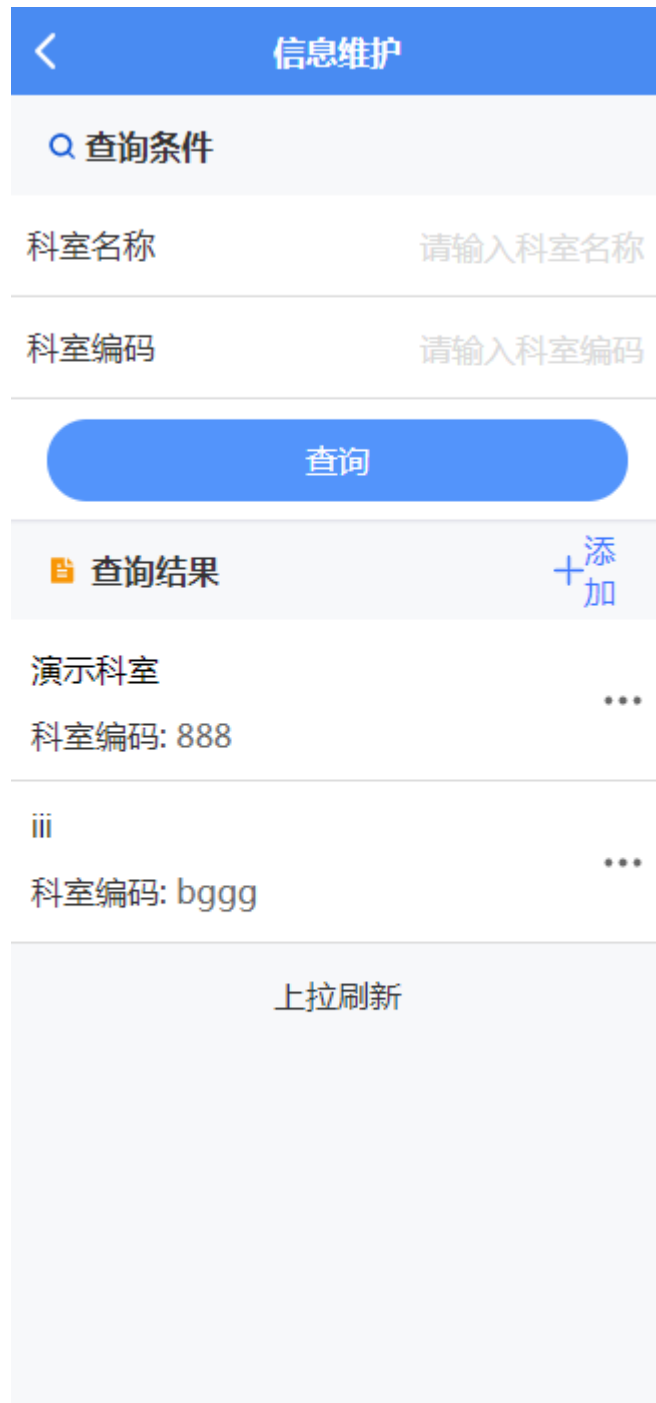 信息维护
查询条件
科室名称 请输入科室名称
科室编码 请输入科室编码
查询
查询结果
添
加
演示科室
科室编码: 888
iii
科室编码: bggg
上拉刷新